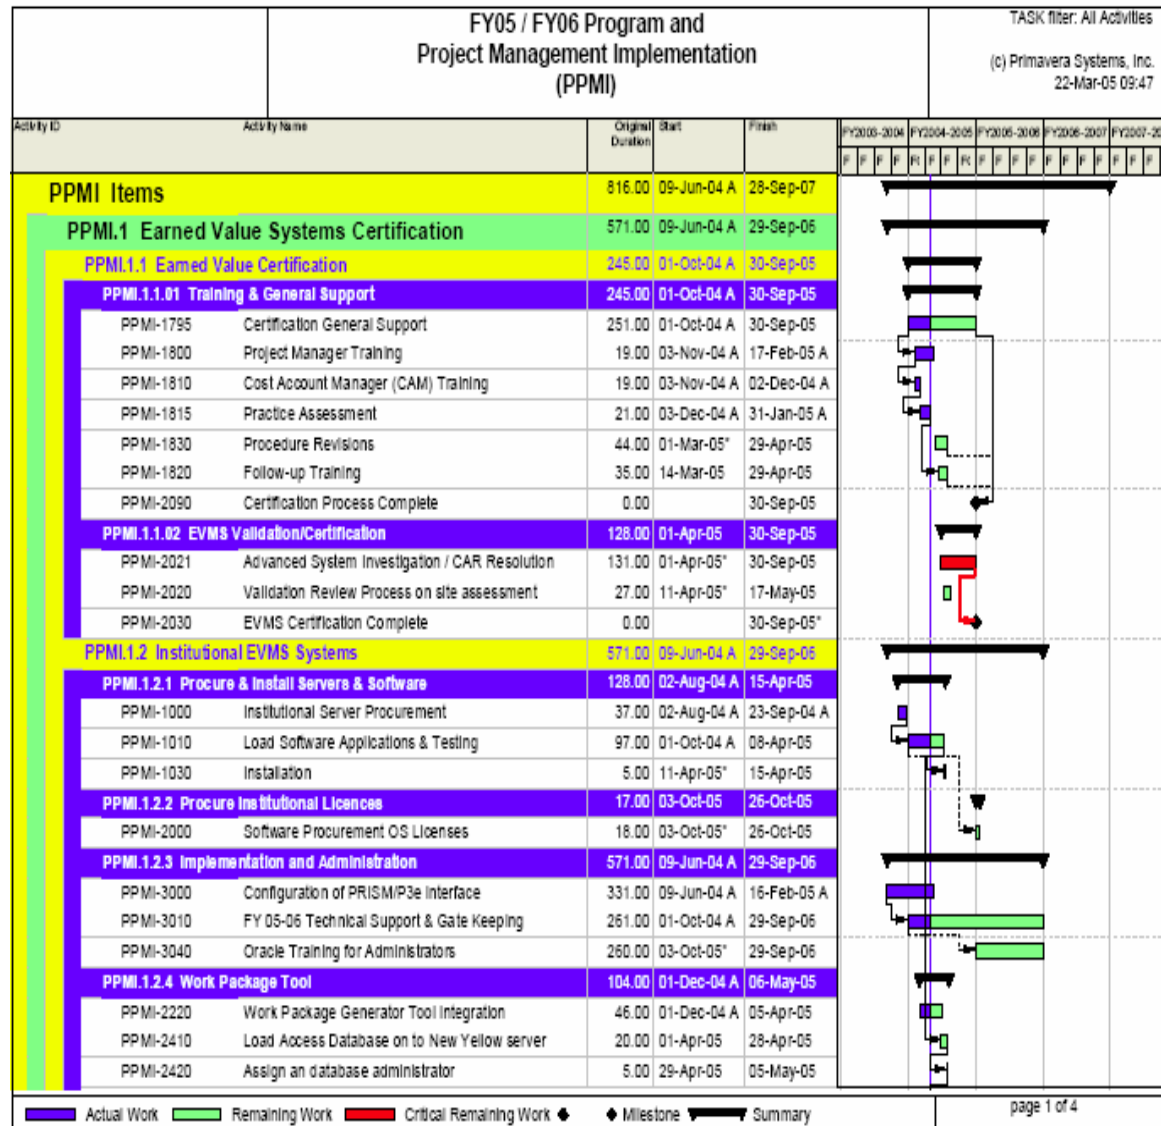 FY05 / FY06 Program and
Project Management Implementation
(PPMI)
TASK filter: All Activities
(c) Primavera Systems, Inc.
22-Mar-05 09:47
Activity ID Activity Name Original Duration Start Finish FY2003-2004 FY2004-2005 FY2005-2006 FY2006-2007 FY2007-20
PPMI Items 816.00 09-Jun-04 A 28-Sep-07
PPMI.1 Earned Value Systems Certification 571.00 09-Jun-04 A 29-Sep-06
PPMI.1.1 Earned Value Certification 245.00 01-Oct-04 A 30-Sep-05
PPMI.1.1.01 Training & General Support 245.00 01-Oct-04 A 30-Sep-05
PPMI-1795 Certification General Support 251.00 01-Oct-04 A 30-Sep-05
PPMI-1800 Project Manager Training 19.00 03-Nov-04 A 17-Feb-05 A
PPMI-1810 Cost Account Manager (CAM) Training 19.00 03-Nov-04 A 02-Dec-04 A
PPMI-1815 Practice Assessment 21.00 03-Dec-04 A 31-Jan-05 A
PPMI-1830 Procedure Revisions 44.00 01-Mar-05* 29-Apr-05
PPMI-1820 Follow-up Training 35.00 14-Mar-05 29-Apr-05
PPMI-2090 Certification Process Complete 0.00 30-Sep-05
PPMI.1.1.02 EVMS Validation/Certification 128.00 01-Apr-05 30-Sep-05
PPMI-2021 Advanced System Investigation / CAR Resolution 131.00 01-Apr-05* 30-Sep-05
PPMI-2020 Validation Review Process on site assessment 27.00 11-Apr-05* 17-May-05
PPMI-2030 EVMS Certification Complete 0.00 30-Sep-05*
PPMI.1.2 Institutional EVMS Systems 571.00 09-Jun-04 A 29-Sep-06
PPMI.1.2.1 Procure & Install Servers & Software 128.00 02-Aug-04 A 15-Apr-05
PPMI-1000 Institutional Server Procurement 37.00 02-Aug-04 A 23-Sep-04 A
PPMI-1010 Load Software Applications & Testing 97.00 01-Oct-04 A 08-Apr-05
PPMI-1030 Installation 5.00 11-Apr-05* 15-Apr-05
PPMI.1.2.2 Procure Institutional Licences 17.00 03-Oct-05 26-Oct-05
PPMI-2000 Software Procurement OS Licenses 18.00 03-Oct-05* 26-Oct-05
PPMI.1.2.3 Implementation and Administration 571.00 09-Jun-04 A 29-Sep-06
PPMI-3000 Configuration of PRISM/P3e Interface 331.00 09-Jun-04 A 16-Feb-05 A
PPMI-3010 FY 05-06 Technical Support & Gate Keeping 261.00 01-Oct-04 A 29-Sep-06
PPMI-3040 Oracle Training for Administrators 260.00 03-Oct-05* 29-Sep-06
PPMI.1.2.4 Work Package Tool 104.00 01-Dec-04 A 06-May-05
PPMI-2220 Work Package Generator Tool Integration 46.00 01-Dec-04 A 05-Apr-05
PPMI-2410 Load Access Database on to New Yellow server 20.00 01-Apr-05 28-Apr-05
PPMI-2420 Assign an database administrator 5.00 29-Apr-05 05-May-05
Actual Work Remaining Work Critical Remaining Work Milestone Summary page 1 of 4